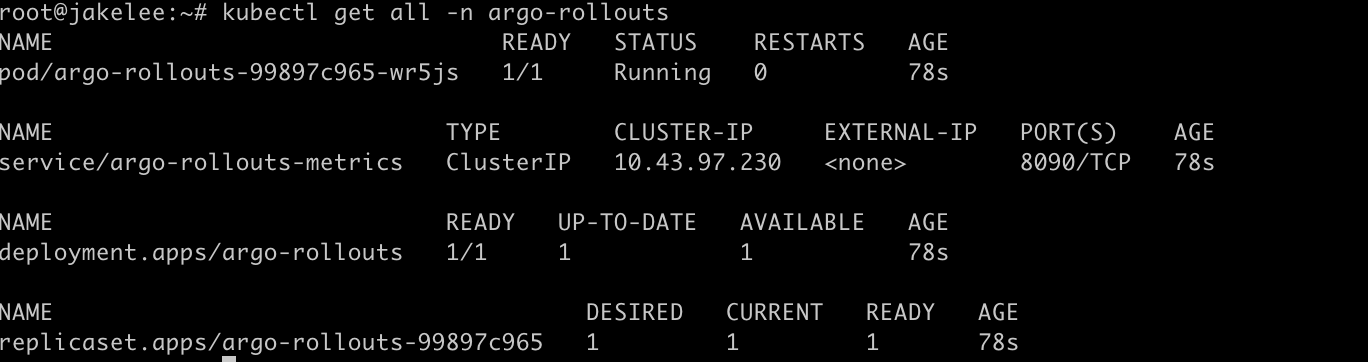 root@jakelee:~# kubectl get all -n argo-rollouts
NAME READY STATUS RESTARTS AGE
pod/argo-rollouts-99897c965-wr5js 1/1 Running 0 78s
NAME TYPE CLUSTER-IP EXTERNAL-IP PORT(S) AGE
service/argo-rollouts-metrics ClusterIP 10.43.97.230 <none> 8090/TCP 78s
NAME READY UP-TO-DATE AVAILABLE AGE
deployment.apps/argo-rollouts 1/1 1 1 78s
NAME DESIRED CURRENT READY AGE
replicaset.apps/argo-rollouts-99897c965 1 1 1 78s